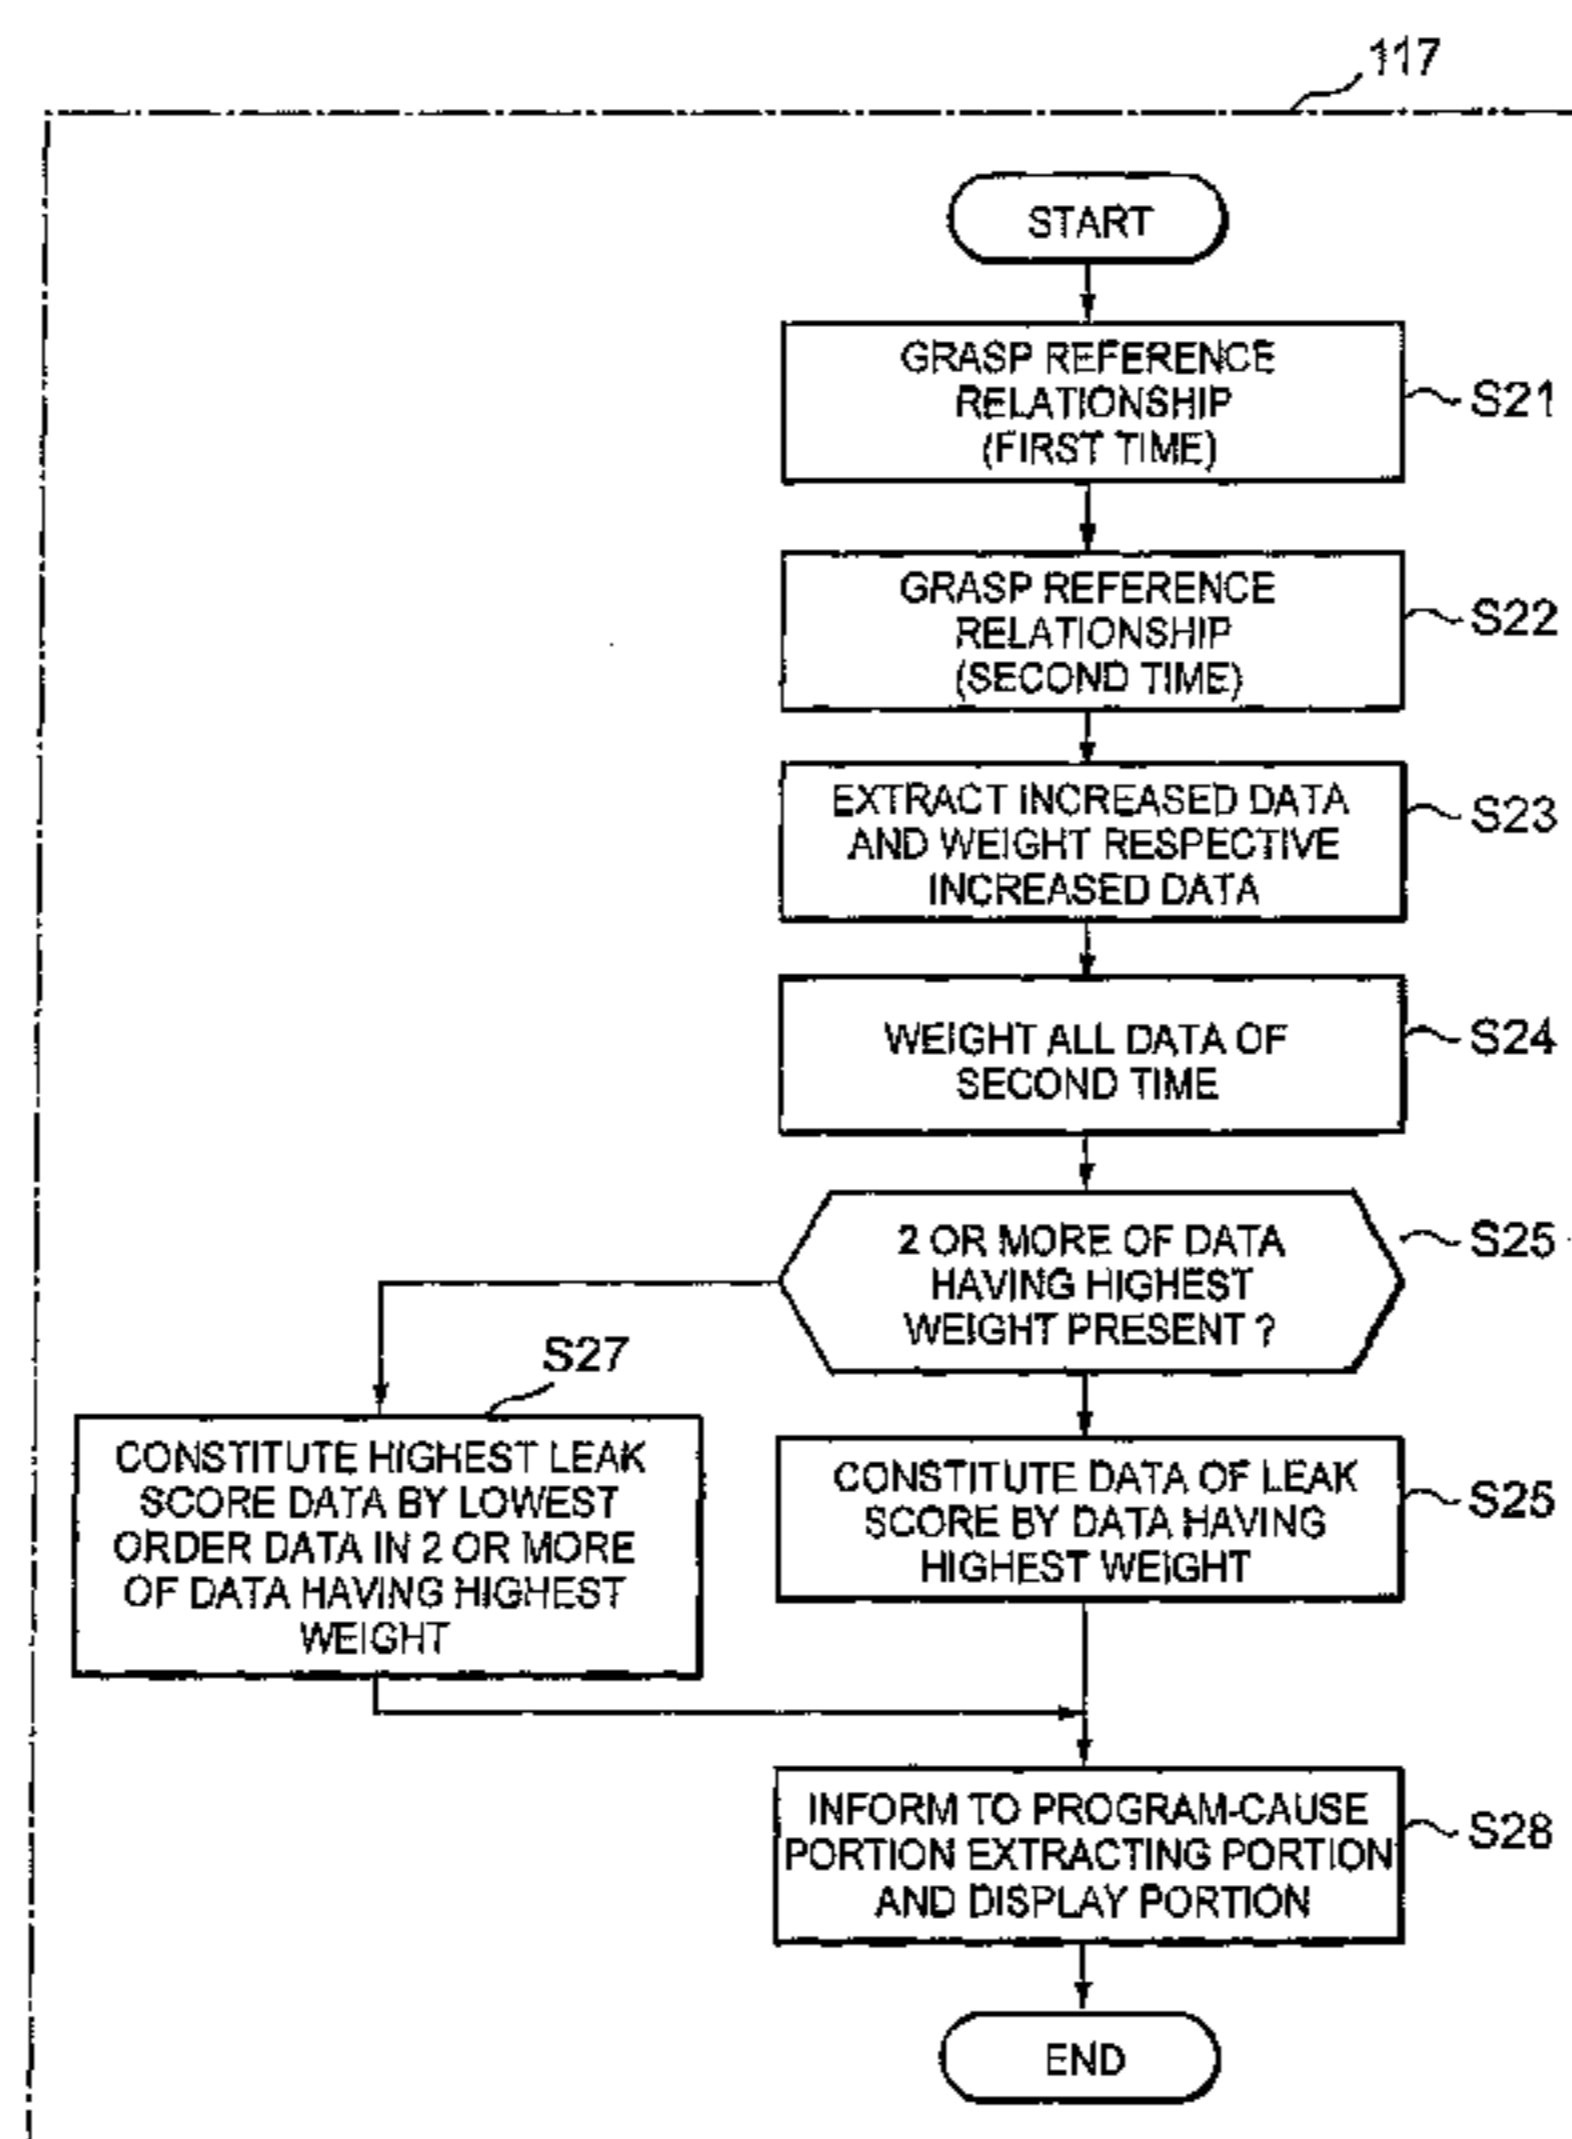 117
START
GRASP REFERENCE
RELATIONSHIP
(FIRST TIME)
S21
GRASP REFERENCE
RELATIONSHIP
(SECOND TIME)
S22
EXTRACT INCREASED DATA
AND WEIGHT RESPECTIVE
INCREASED DATA
S23
WEIGHT ALL DATA OF
SECOND TIME
S24
2 OR MORE OF DATA
HAVING HIGHEST
WEIGHT PRESENT ?
S25
S27
CONSTITUTE HIGHEST LEAK
SCORE DATA BY LOWEST
ORDER DATA IN 2 OR MORE
OF DATA HAVING HIGHEST
WEIGHT
CONSTITUTE DATA OF LEAK
SCORE BY DATA HAVING
HIGHEST WEIGHT
S25
INFORM TO PROGRAM-CAUSE
PORTION EXTRACTING PORTION
AND DISPLAY PORTION
S28
END